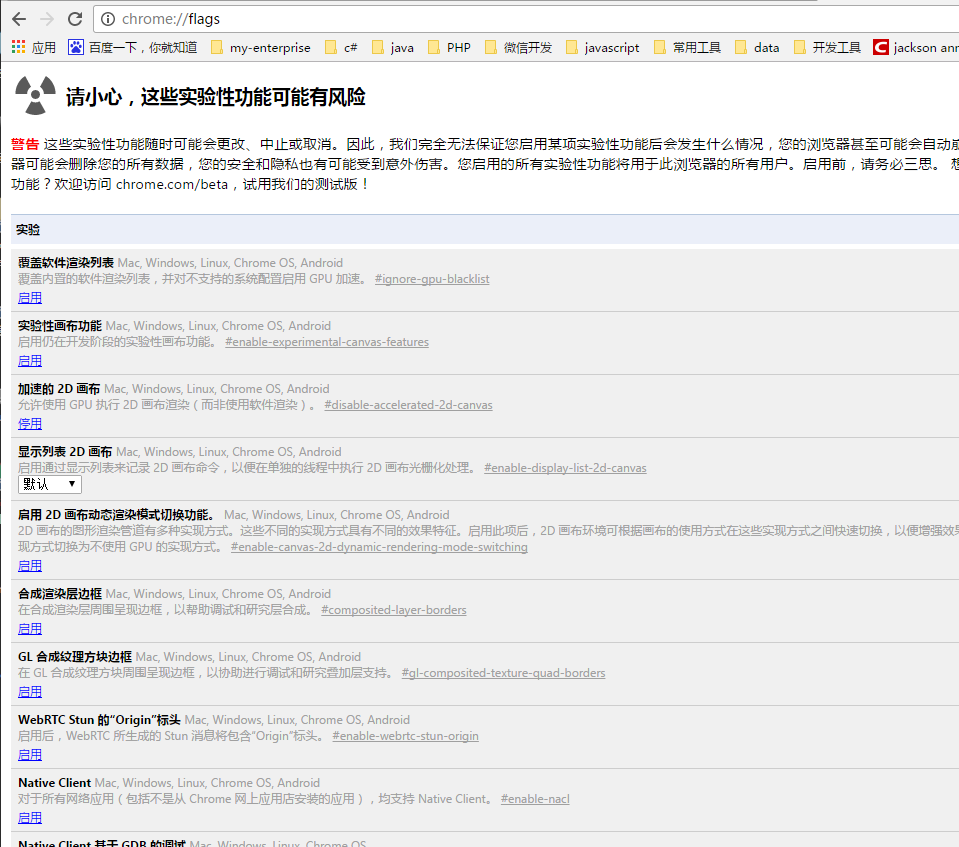 chrome://flags
应用 百度一下，你就知道 my-enterprise c# java PHP 微信开发 javascript 常用工具 data 开发工具 jackson ann
请小心，这些实验性功能可能有风险
警告 这些实验性功能随时可能会更改、中止或取消。因此，我们完全无法保证您启用某项实验性功能后会发生什么情况，您的浏览器甚至可能会自动崩
器可能会删除您的所有数据，您的安全和隐私也有可能受到意外伤害。您启用的所有实验性功能将用于此浏览器的所有用户。启用前，请务必三思。 想
功能？欢迎访问 chrome.com/beta，试用我们的测试版！
实验
覆盖软件渲染列表 Mac, Windows, Linux, Chrome OS, Android
覆盖内置的软件渲染列表，并对不支持的系统配置启用 GPU 加速。 #ignore-gpu-blacklist
启用
实验性画布功能 Mac, Windows, Linux, Chrome OS, Android
启用仍在开发阶段的实验性画布功能。 #enable-experimental-canvas-features
启用
加速的 2D 画布 Mac, Windows, Linux, Chrome OS, Android
允许使用 GPU 执行 2D 画布渲染（而非使用软件渲染）。 #disable-accelerated-2d-canvas
停用
显示列表 2D 画布 Mac, Windows, Linux, Chrome OS, Android
启用通过显示列表来记录 2D 画布命令，以便在单独的线程中执行 2D 画布光栅化处理。 #enable-display-list-2d-canvas
默认
启用 2D 画布动态渲染模式切换功能。 Mac, Windows, Linux, Chrome OS, Android
2D 画布的图形渲染管道有多种实现方式。这些不同的实现方式具有不同的效果特征。启用此项后，2D 画布环境可根据画布的使用方式在这些实现方式之间快速切换，以便增强效果
现方式切换为不使用 GPU 的实现方式。 #enable-canvas-2d-dynamic-rendering-mode-switching
启用
合成渲染层边框 Mac, Windows, Linux, Chrome OS, Android
在合成渲染层周围呈现边框，以帮助调试和研究层合成。 #composited-layer-borders
启用
GL 合成纹理方块边框 Mac, Windows, Linux, Chrome OS, Android
在 GL 合成纹理方块周围呈现边框，以协助进行调试和研究叠加层支持。 #gl-composited-texture-quad-borders
启用
WebRTC Stun 的“Origin”标头 Mac, Windows, Linux, Chrome OS, Android
启用后，WebRTC 所生成的 Stun 消息将包含“Origin”标头。 #enable-webrtc-stun-origin
启用
Native Client Mac, Windows, Linux, Chrome OS, Android
对于所有网络应用（包括不是从 Chrome 网上应用店安装的应用），均支持 Native Client。 #enable-nacl
启用
Native Client 基于 GDB 的调试 Mac, Windows, Linux, Chrome OS